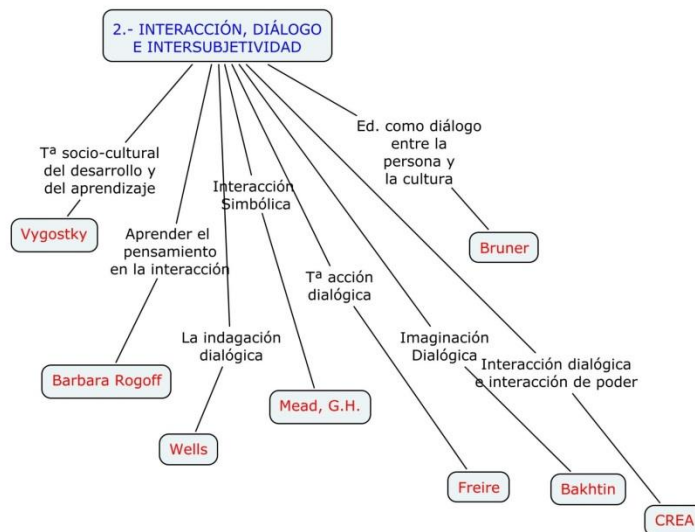 2.- INTERACCIÓN, DIÁLOGO
E INTERSUBJETIVIDAD
Tª socio-cultural
del desarrollo y
del aprendizaje
Vygostky
Aprender el
pensamiento
en la interacción
Barbara Rogoff
La indagación
dialógica
Wells
Interacción
Simbólica
Mead, G.H.
Tª acción
dialógica
Freire
Imaginación
Dialógica
Bakhtin
Interacción dialógica
e interacción de poder
CREA
Ed. como diálogo
entre la
persona y
la cultura
Bruner